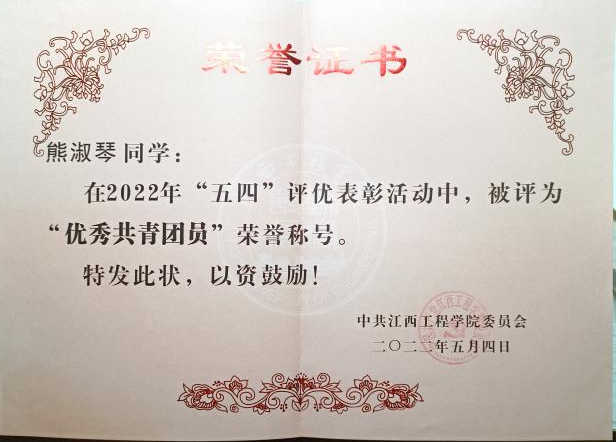 荣誉证书
熊淑琴同学：
在2022年“五四”评优表彰活动中，被评为
“优秀共青团员”荣誉称号。
特发此状，以资鼓励！
中共江西工程学院委员会
二〇二二年五月四日